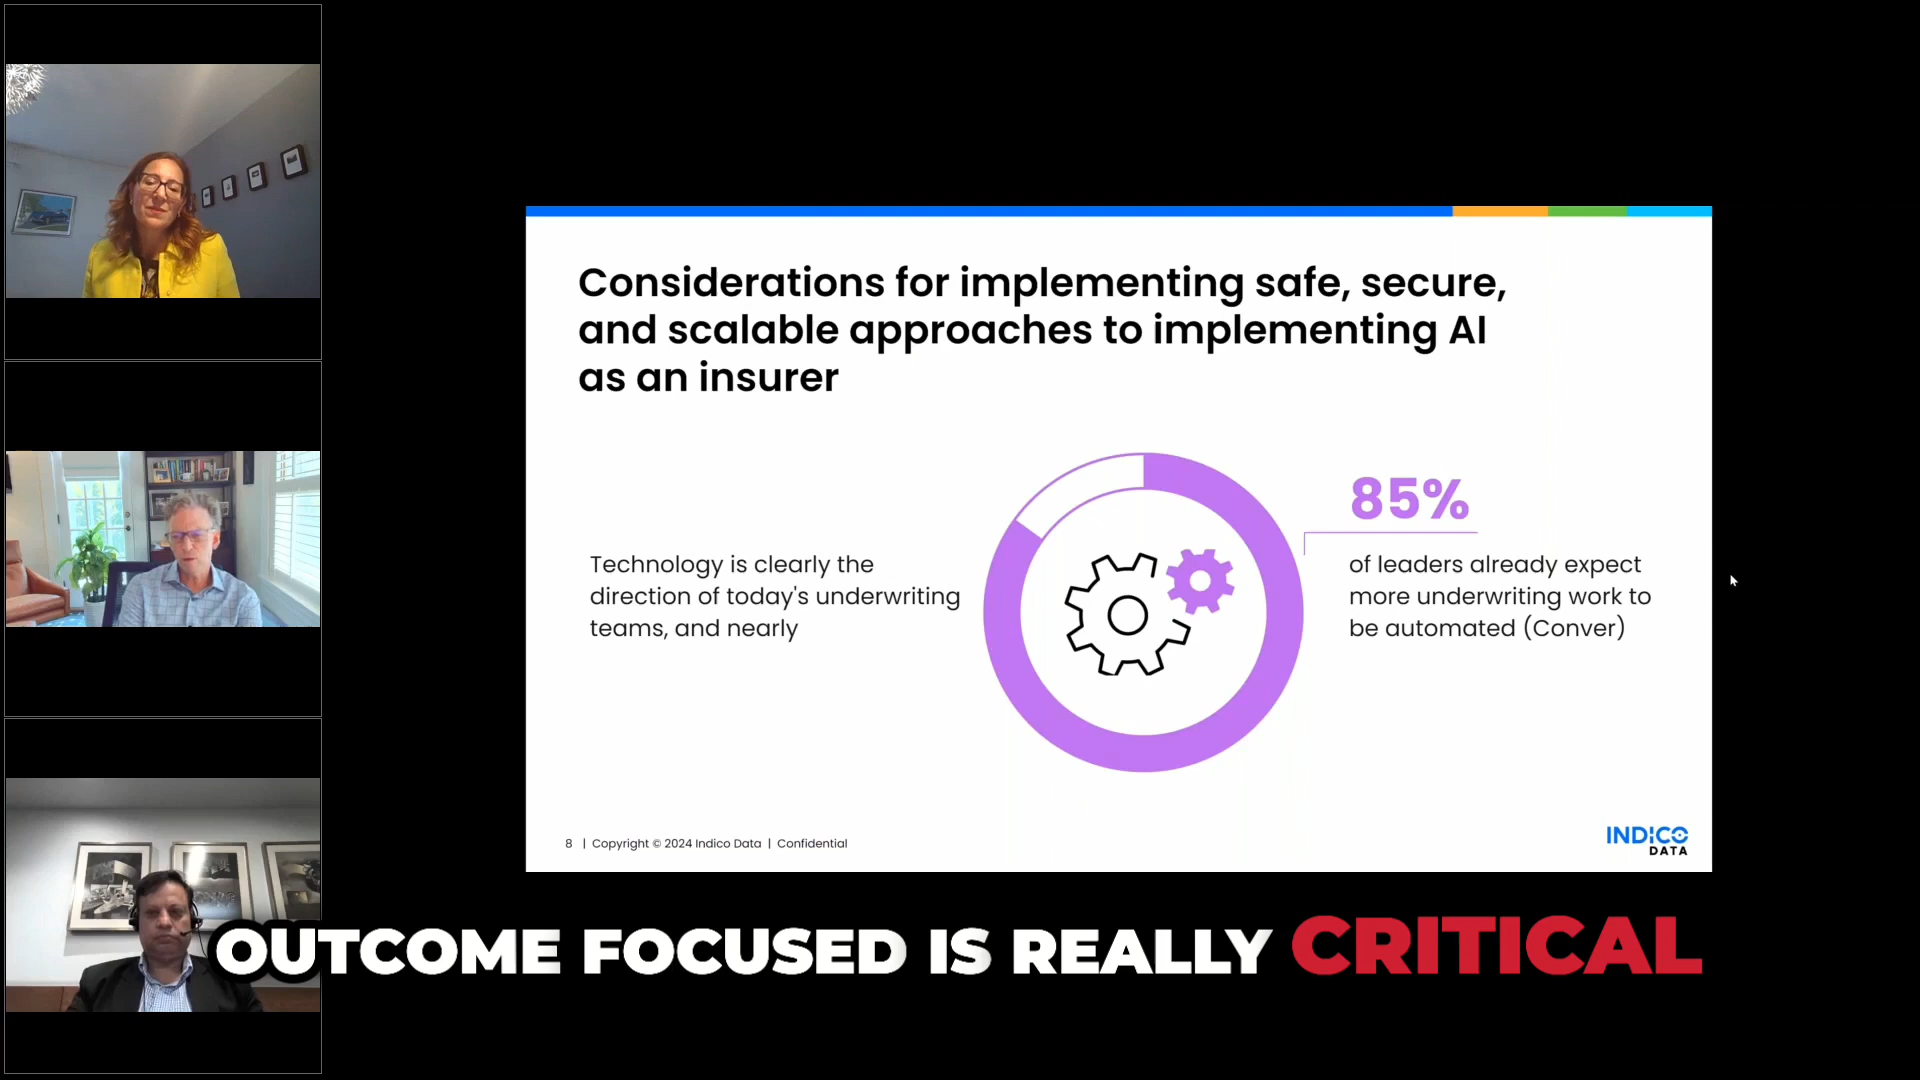 Considerations for implementing safe, secure,
and scalable approaches to implementing AI
as an insurer
Technology is clearly the
direction of today's underwriting
teams, and nearly
85%
of leaders already expect
more underwriting work to
be automated (Conver)
8 | Copyright © 2024 Indico Data | Confidential
INDICO
DATA
OUTCOME FOCUSED IS REALLY CRITICAL